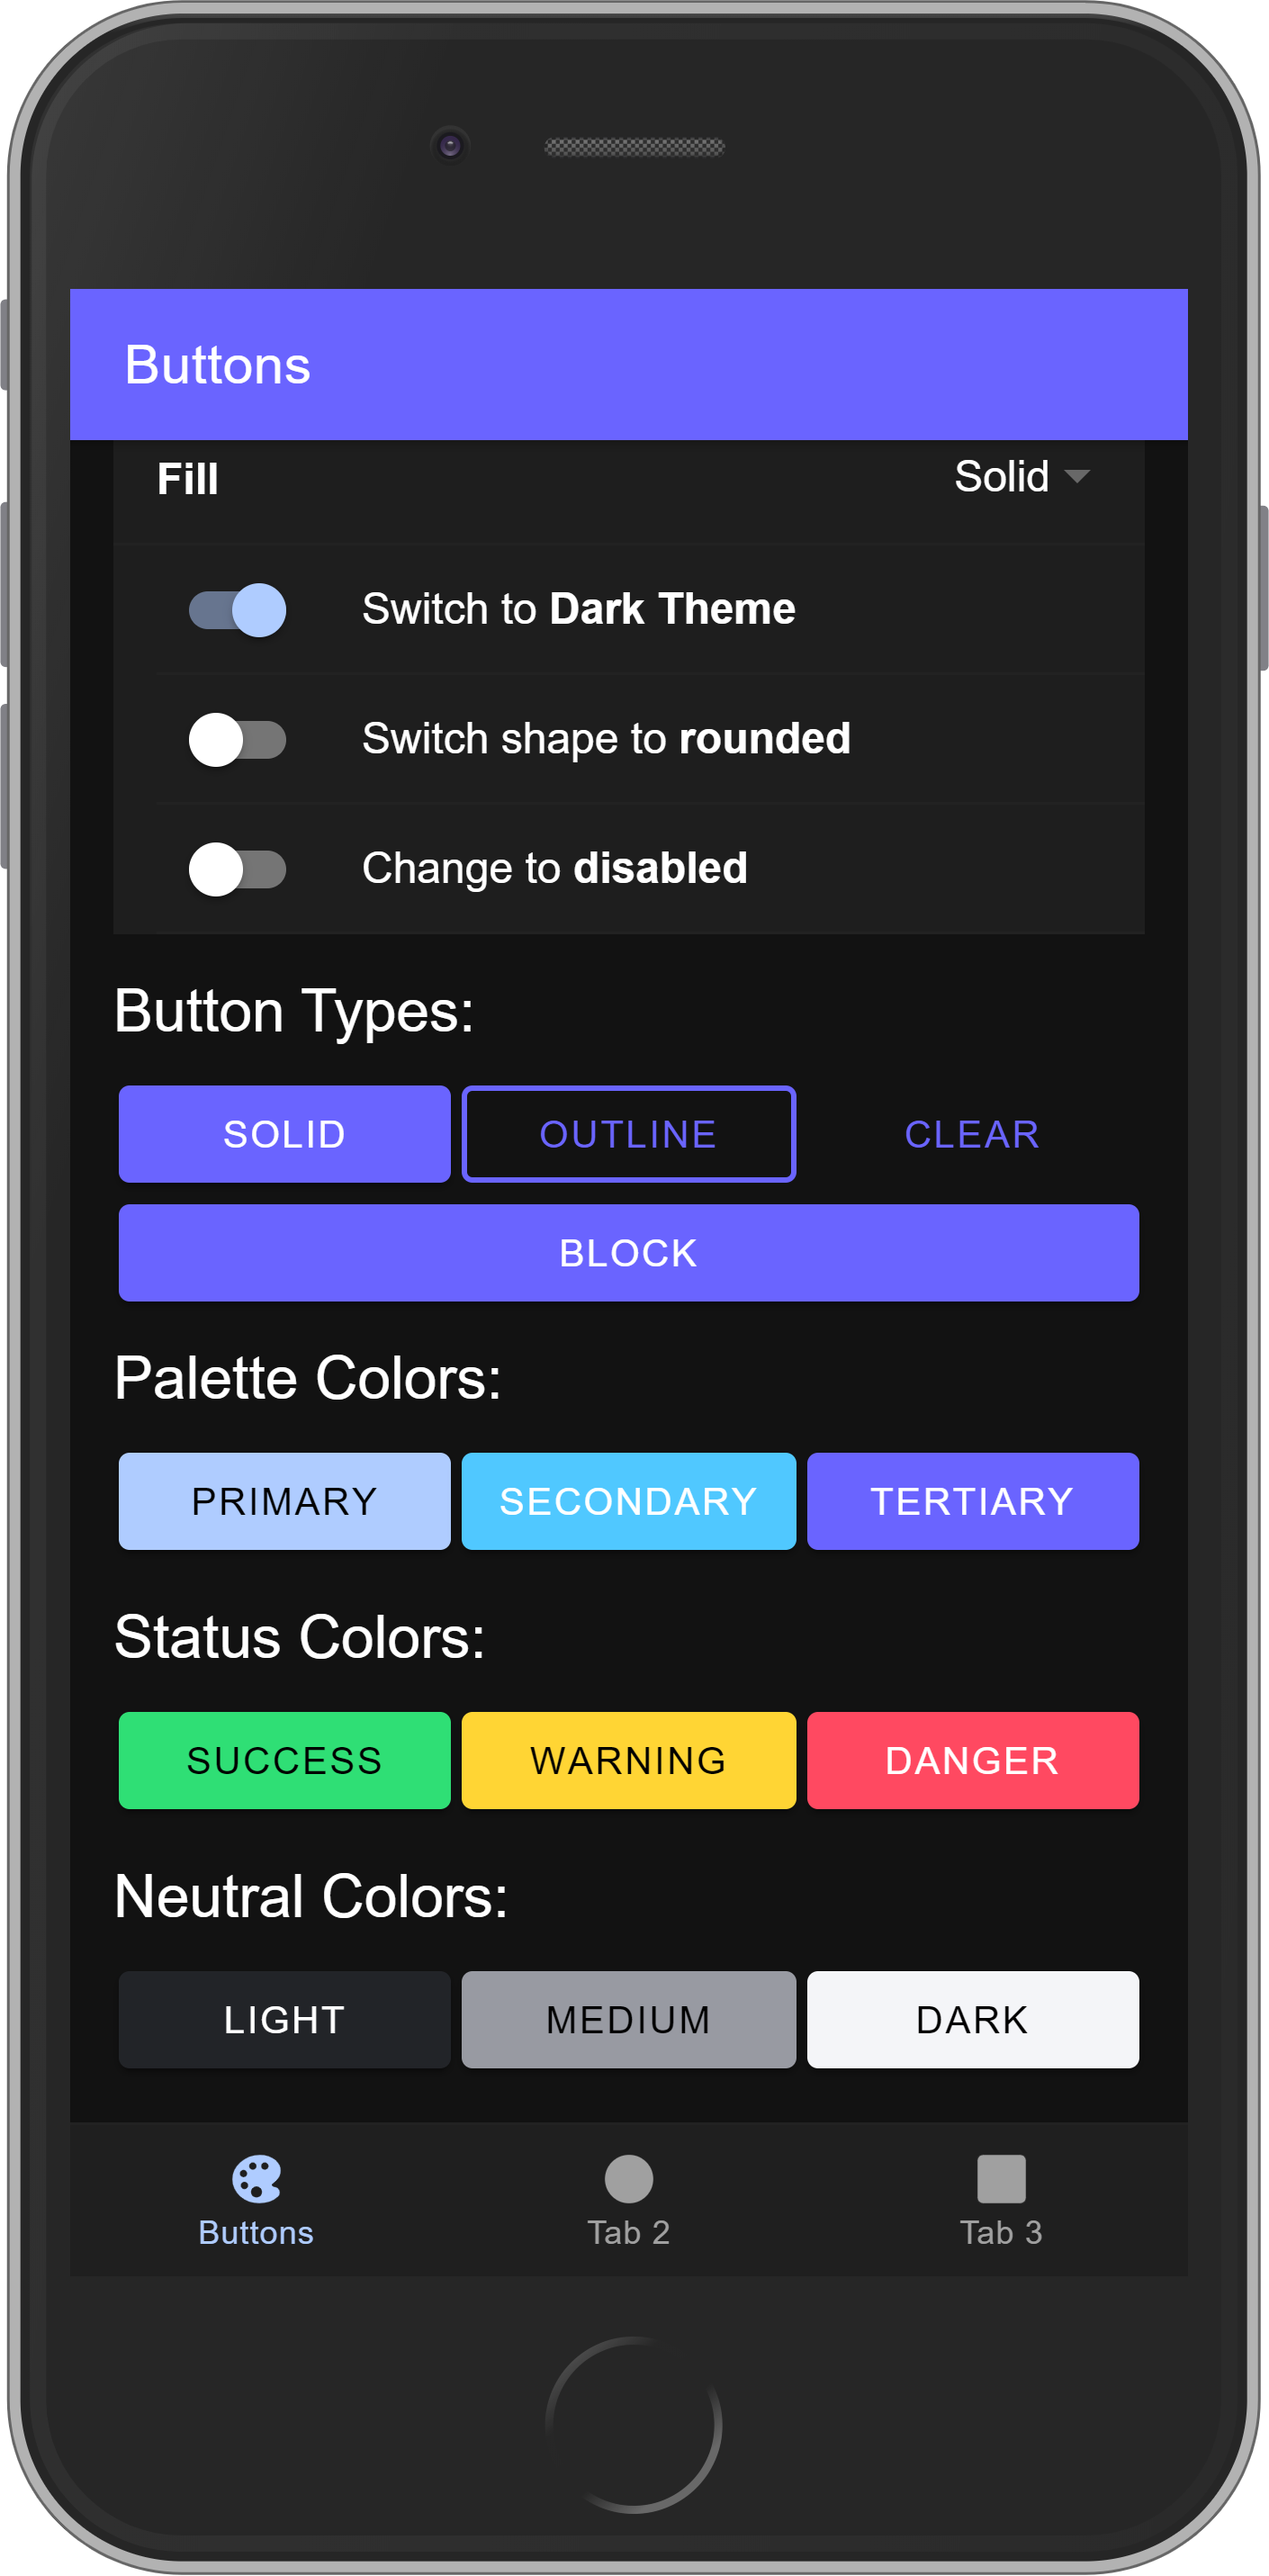 Buttons
Fill Solid
Switch to Dark Theme
Switch shape to rounded
Change to disabled
Button Types:
SOLID OUTLINE CLEAR
BLOCK
Palette Colors:
PRIMARY SECONDARY TERTIARY
Status Colors:
SUCCESS WARNING DANGER
Neutral Colors:
LIGHT MEDIUM DARK
Buttons Tab 2 Tab 3